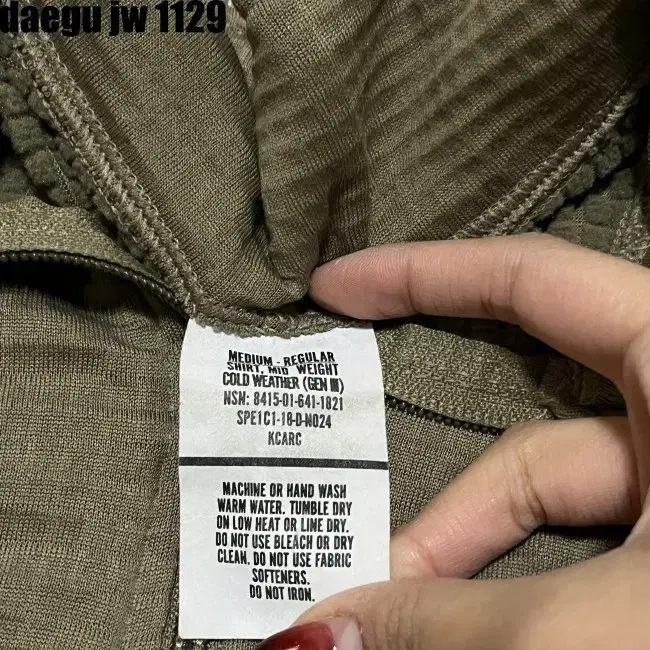 daegu jw 1129
MEDIUM - REGULAR
SHIRT, MID WEIGHT
COLD WEATHER (GEN III)
NSN: 8415-01-641-1821
SPE1C1-16-D-N024
KCARC
MACHINE OR HAND WASH
WARM WATER. TUMBLE DRY
ON LOW HEAT OR LINE DRY.
DO NOT USE BLEACH OR DRY
CLEAN. DO NOT USE FABRIC
SOFTENERS.
DO NOT IRON.